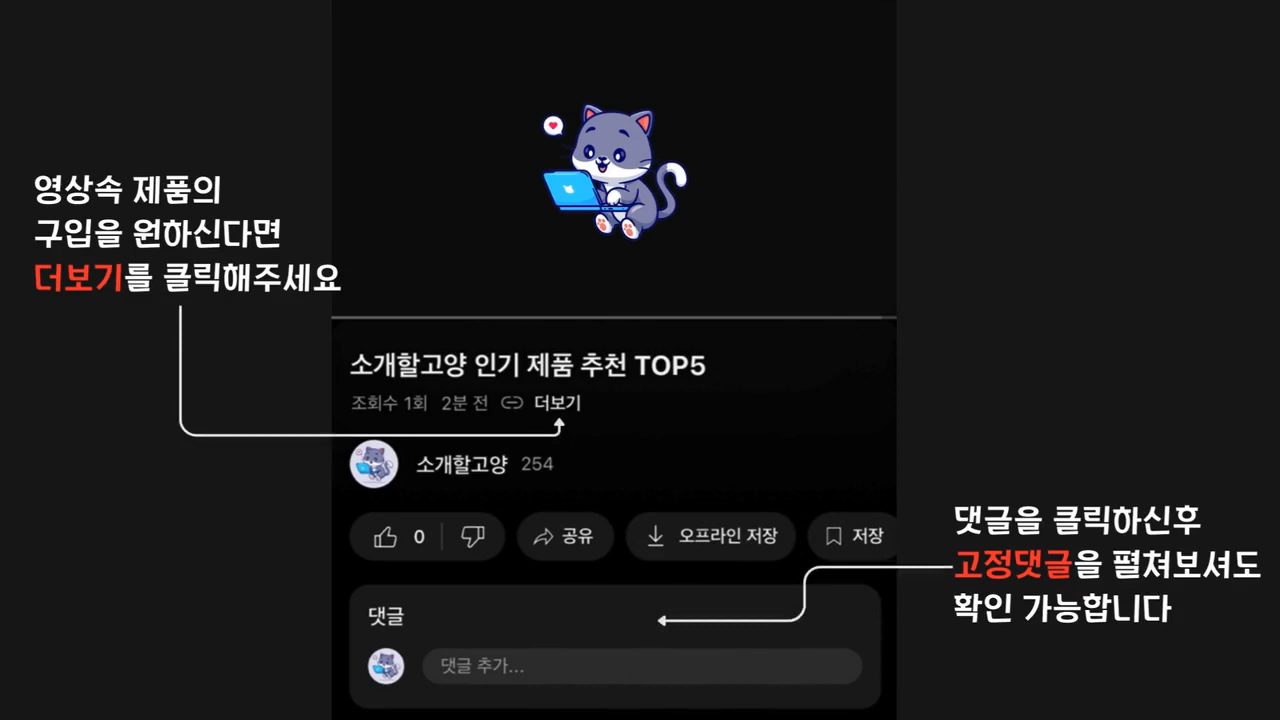 영상속 제품의
구입을 원하신다면
더보기를 클릭해주세요
소개할고양 인기 제품 추천 TOP5
조회수 1회 2분 전 더보기
소개할고양 254
0 공유 오프라인 저장 저장
댓글을 클릭하신후
고정댓글을 펼쳐보셔도
확인 가능합니다
댓글
댓글 추가...